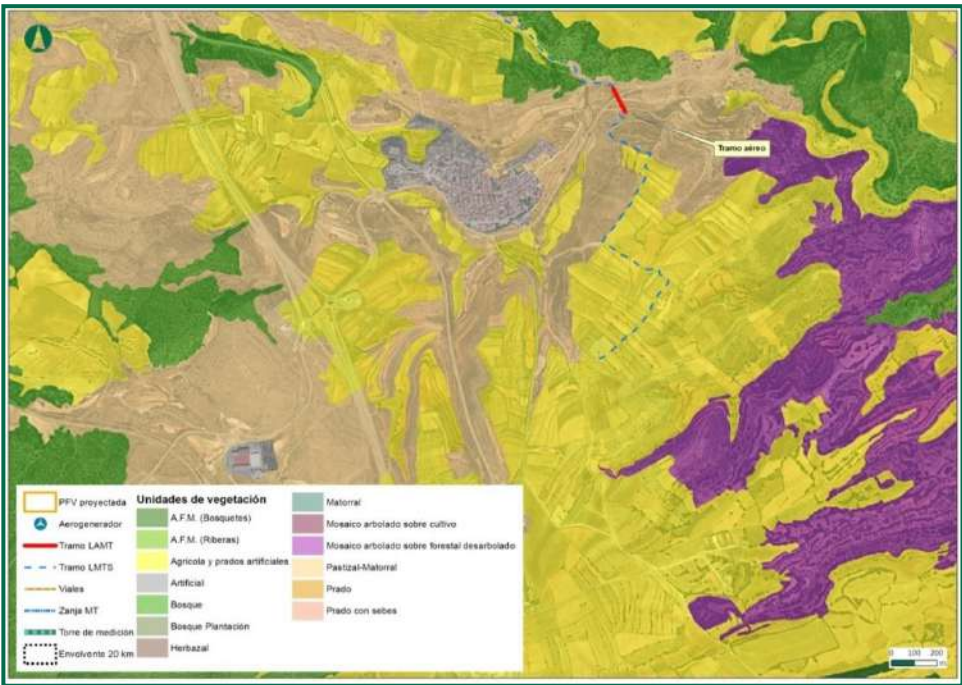 Tramo aéreo
PFV proyectada
Aerogenerador
Tramo LAMT
Tramo LMTS
Viales
Zanja MT
Torre de medición
Envolvente 20 km
Unidades de vegetación
A.F.M. (Bosquetes)
A.F.M. (Riberas)
Agrícola y prados artificiales
Artificial
Bosque
Bosque Plantación
Herbazal
Matorral
Mosaico arbolado sobre cultivo
Mosaico arbolado sobre forestal desarbolado
Pastizal-Matorral
Prado
Prado con sebes
0 100 200
m